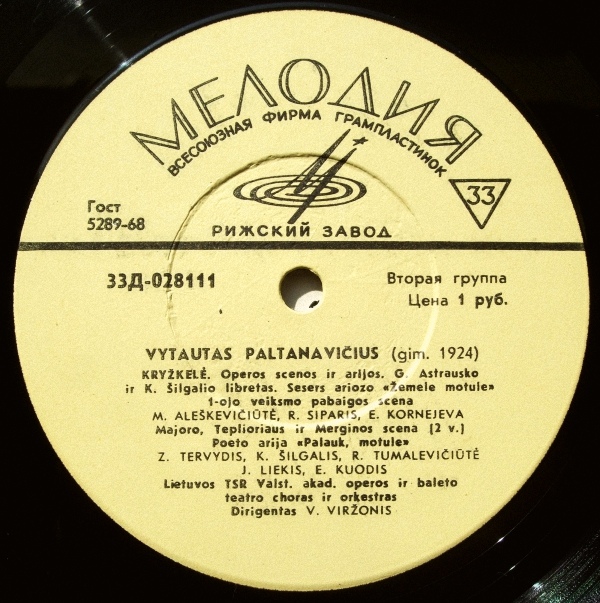 МЕЛОДИЯ
ВСЕСОЮЗНАЯ ФИРМА ГРАМПЛАСТИНОК
33
Гост
5289-68
РИЖСКИЙ ЗАВОД
33Д-028111
Вторая группа
Цена 1 руб.
VYTAUTAS PALTANAVIČIUS (gim. 1924)
KRYŽKELĖ. Operos scenos ir arijos. G. Astrausko
ir K. Šilgalio libretas. Sesers ariozo «Žemele motule»
1-ojo veiksmo pabaigos scena
M. ALEŠKEVIČIŪTĖ, R. SIPARIS, E. KORNEJEVA
Majoro, Teplioriaus ir Merginos scena (2 v.)
Poeto arija «Palauk, motule»
Z. TERVYDIS, K. ŠILGALIS, R. TUMALEVIČIŪTĖ
J. LIEKIS, E. KUODIS
Lietuvos TSR Valst. akad. operos ir baleto
teatro choras ir orkestras
Dirigentas V. VIRŽONIS